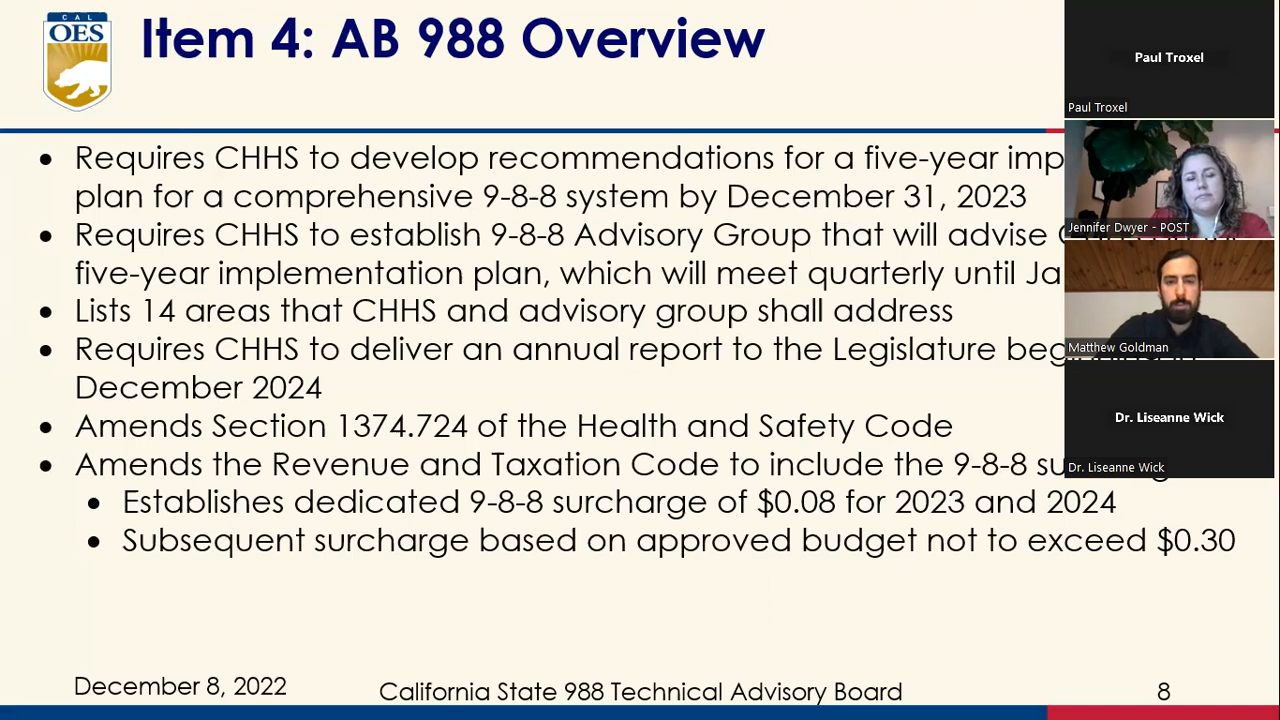 CAL
OES
Item 4: AB 988 Overview
• Requires CHHS to develop recommendations for a five-year
plan for a comprehensive 9-8-8 system by December 31, 2023
• Requires CHHS to establish 9-8-8 Advisory Group that will advise
five-year implementation plan, which will meet quarterly until
• Lists 14 areas that CHHS and advisory group shall address
• Requires CHHS to deliver an annual report to the Legislature
December 2024
• Amends Section 1374.724 of the Health and Safety Code
• Amends the Revenue and Taxation Code to include the 9-8-8
• Establishes dedicated 9-8-8 surcharge of $0.08 for 2023 and 2024
• Subsequent surcharge based on approved budget not to exceed $0.30
December 8, 2022
California State 988 Technical Advisory Board
8
Paul Troxel
Paul Troxel
Jennifer Dwyer - POST
Matthew Goldman
Dr. Liseanne Wick
Dr. Liseanne Wick